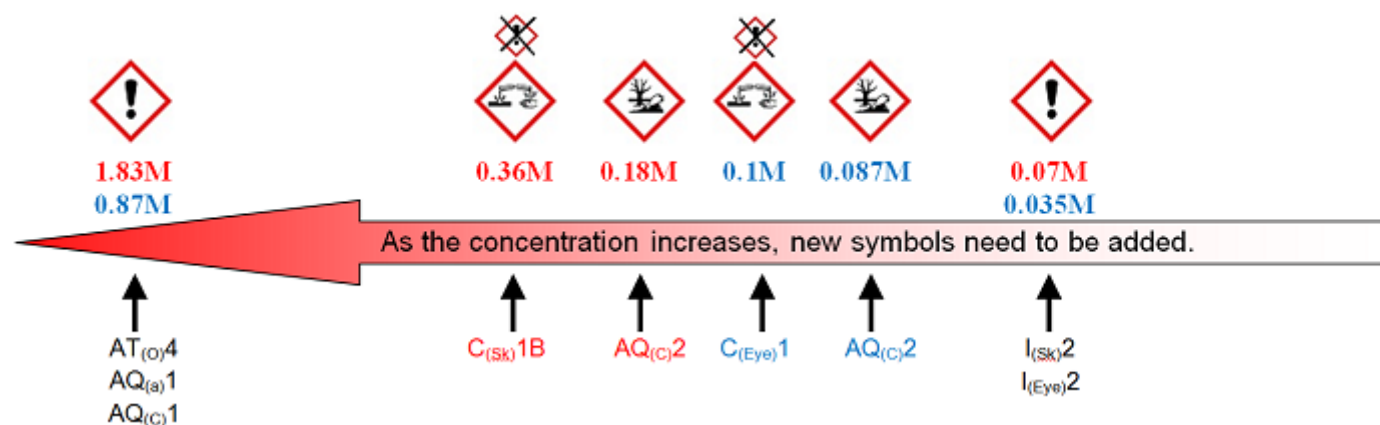 1.83M 0.36M 0.18M 0.1M 0.087M 0.07M
0.87M 0.035M
As the concentration increases, new symbols need to be added.
AT(O)4 C(Sk)1B AQ(C)2 C(Eye)1 AQ(C)2 I(Sk)2
AQ(a)1 I(Eye)2
AQ(C)1